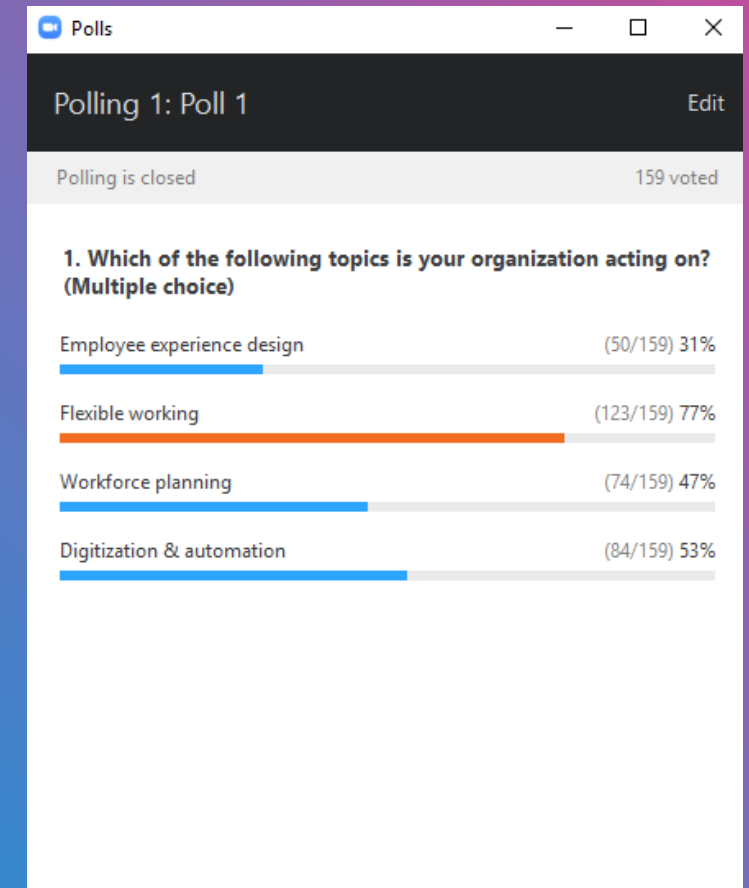 Polls
Polling 1: Poll 1 Edit
Polling is closed 159 voted
1. Which of the following topics is your organization acting on?
(Multiple choice)
Employee experience design (50/159) 31%
Flexible working (123/159) 77%
Workforce planning (74/159) 47%
Digitization & automation (84/159) 53%